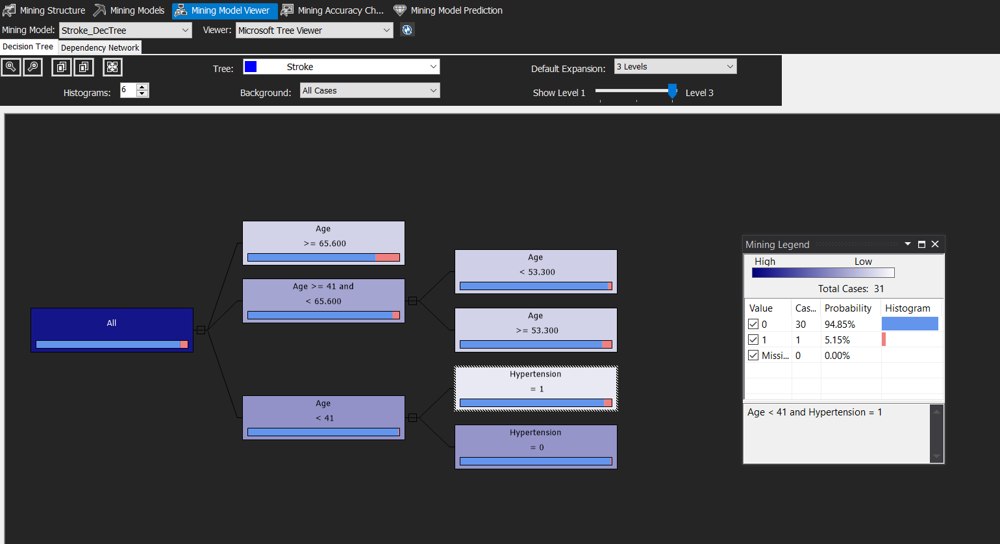 Mining Structure
Mining Models
Mining Model Viewer
Mining Accuracy Ch...
Mining Model Prediction
Mining Model:
Stroke_DecTree
Viewer:
Microsoft Tree Viewer
Decision Tree
Dependency Network
Tree:
Stroke
Default Expansion:
3 Levels
Histograms:
6
Background:
All Cases
Show Level 1
Level 3
All
Age
>= 65.600
Age >= 41 and
< 65.600
Age
< 41
Age
< 53.300
Age
>= 53.300
Hypertension
= 1
Hypertension
= 0
Mining Legend
High
Low
Total Cases: 31
Value Cas... Probability Histogram
0 30 94.85%
1 1 5.15%
Missi... 0 0.00%
Age < 41 and Hypertension = 1